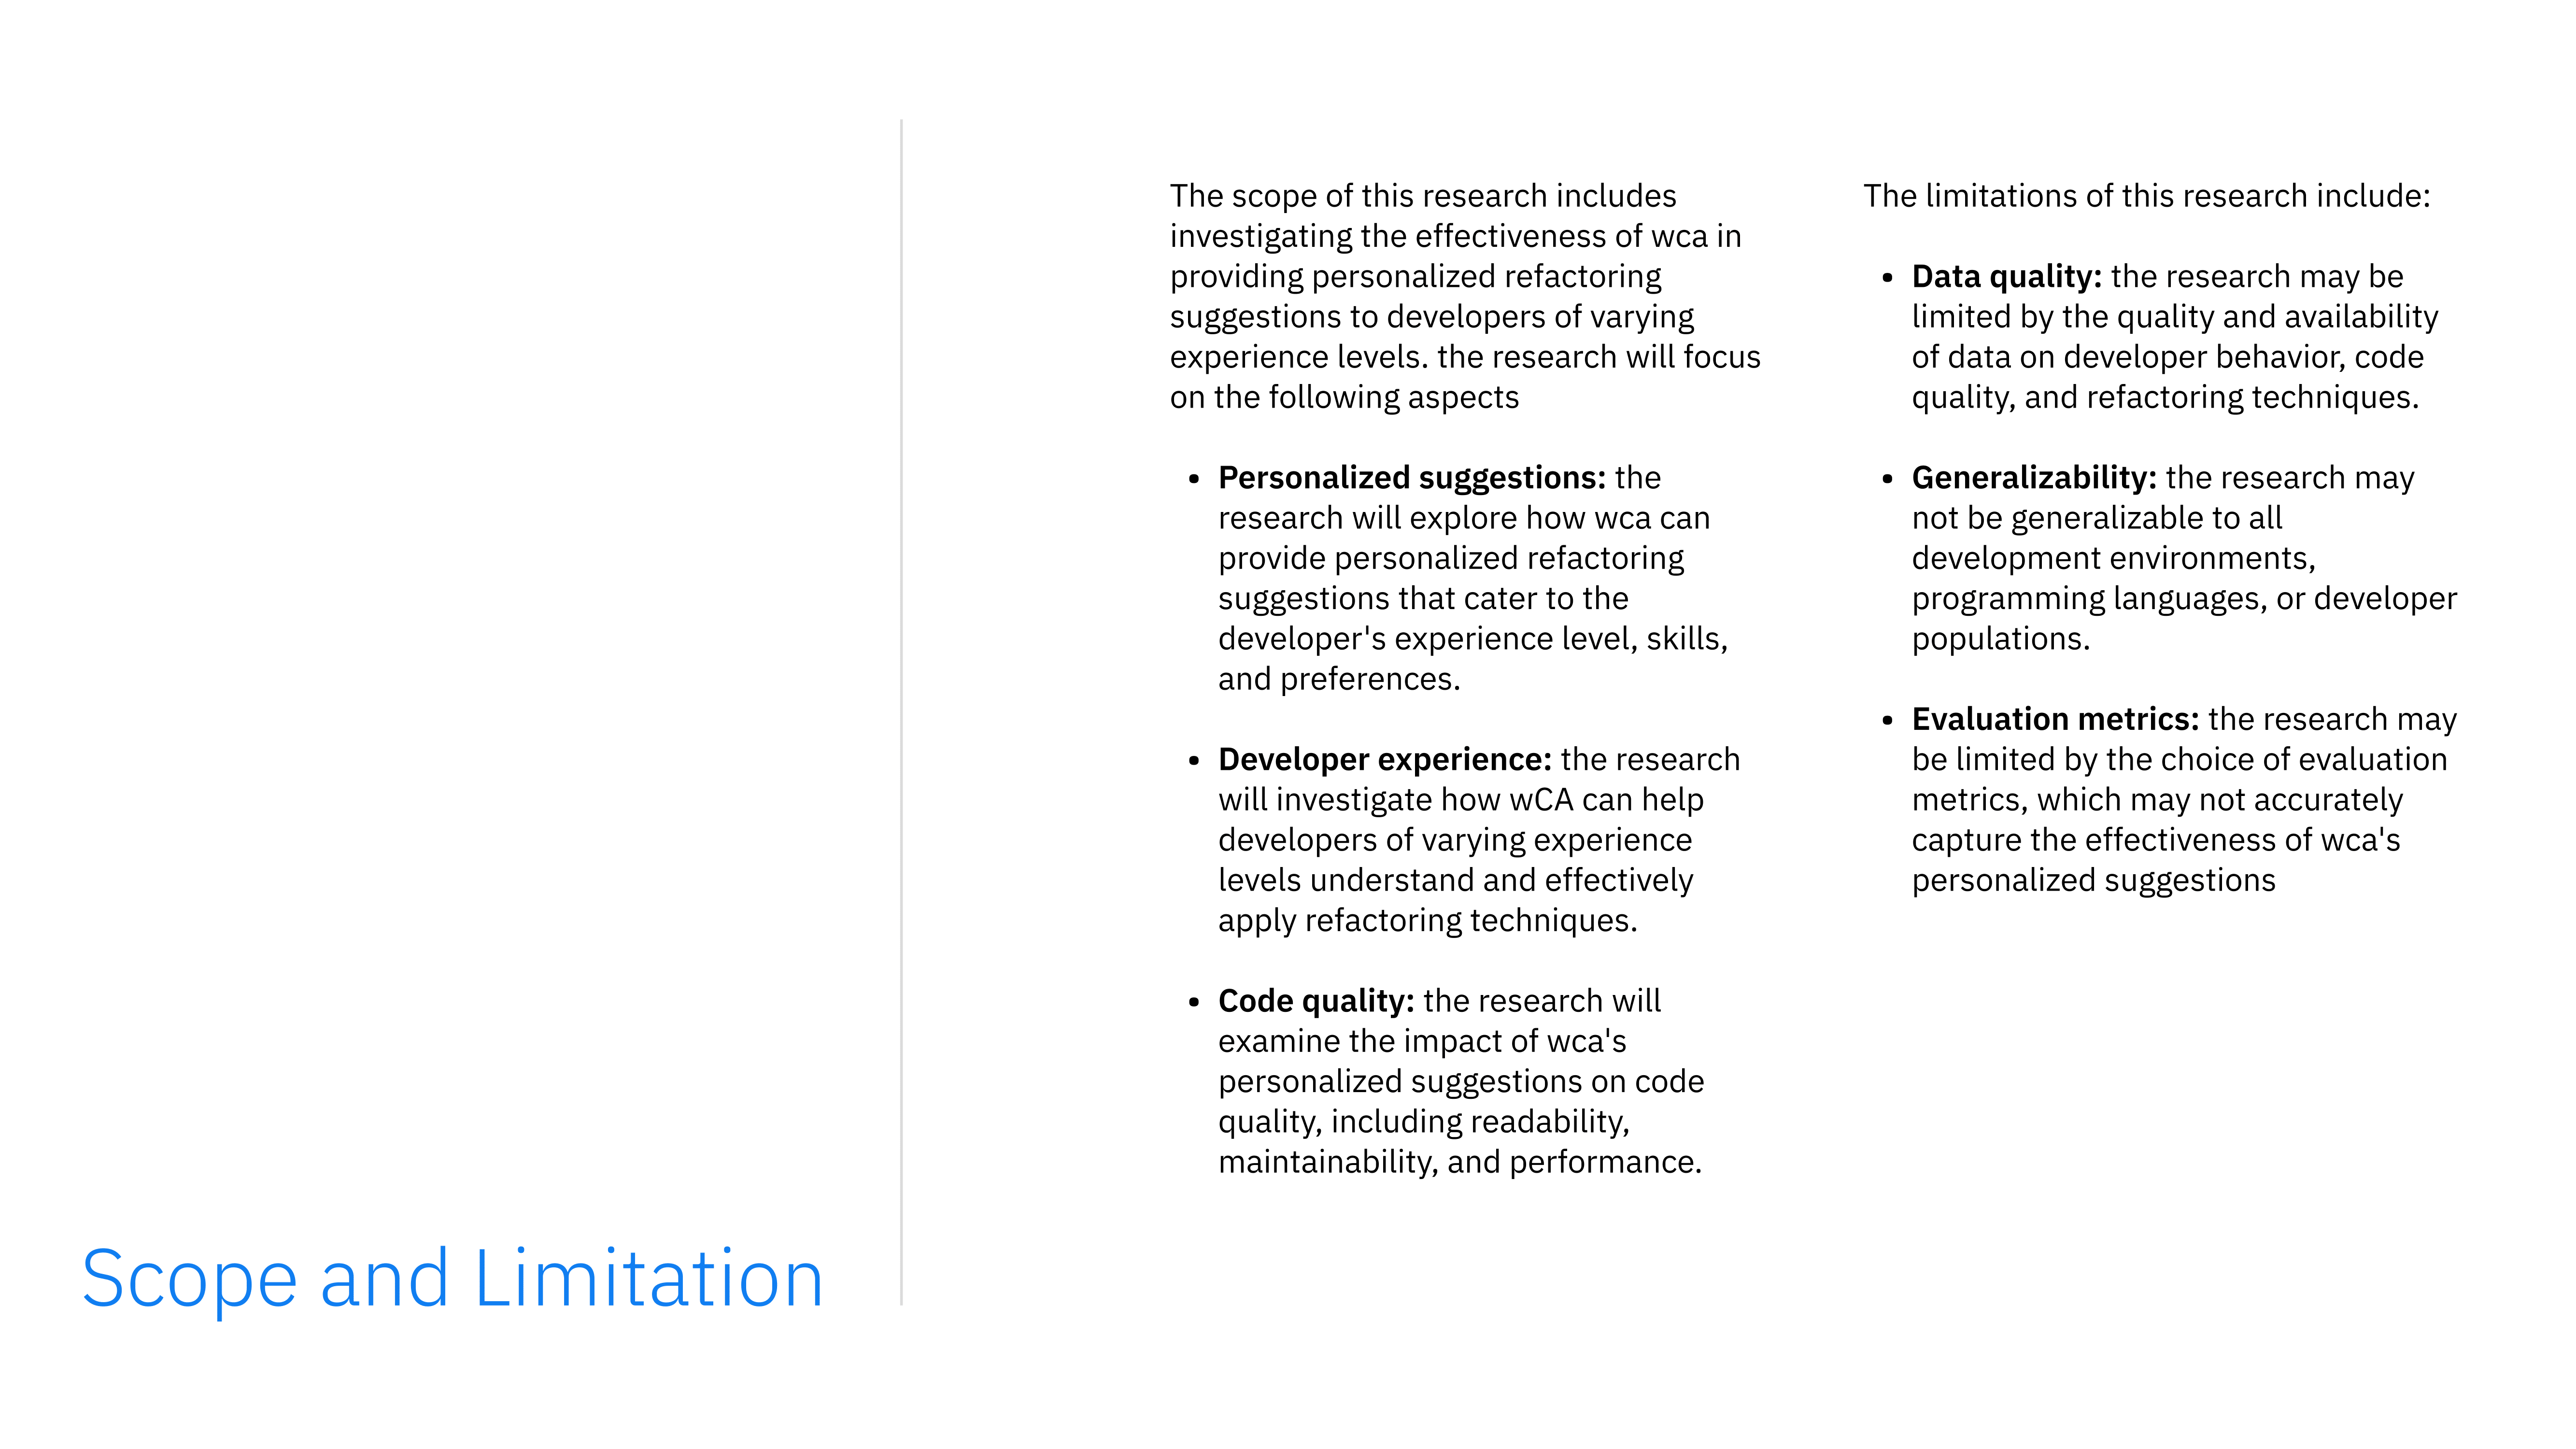 Scope and Limitation
The scope of this research includes
investigating the effectiveness of wca in
providing personalized refactoring
suggestions to developers of varying
experience levels. the research will focus
on the following aspects
• Personalized suggestions: the
research will explore how wca can
provide personalized refactoring
suggestions that cater to the
developer's experience level, skills,
and preferences.
• Developer experience: the research
will investigate how wCA can help
developers of varying experience
levels understand and effectively
apply refactoring techniques.
• Code quality: the research will
examine the impact of wca's
personalized suggestions on code
quality, including readability,
maintainability, and performance.
The limitations of this research include:
• Data quality: the research may be
limited by the quality and availability
of data on developer behavior, code
quality, and refactoring techniques.
• Generalizability: the research may
not be generalizable to all
development environments,
programming languages, or developer
populations.
• Evaluation metrics: the research may
be limited by the choice of evaluation
metrics, which may not accurately
capture the effectiveness of wca's
personalized suggestions